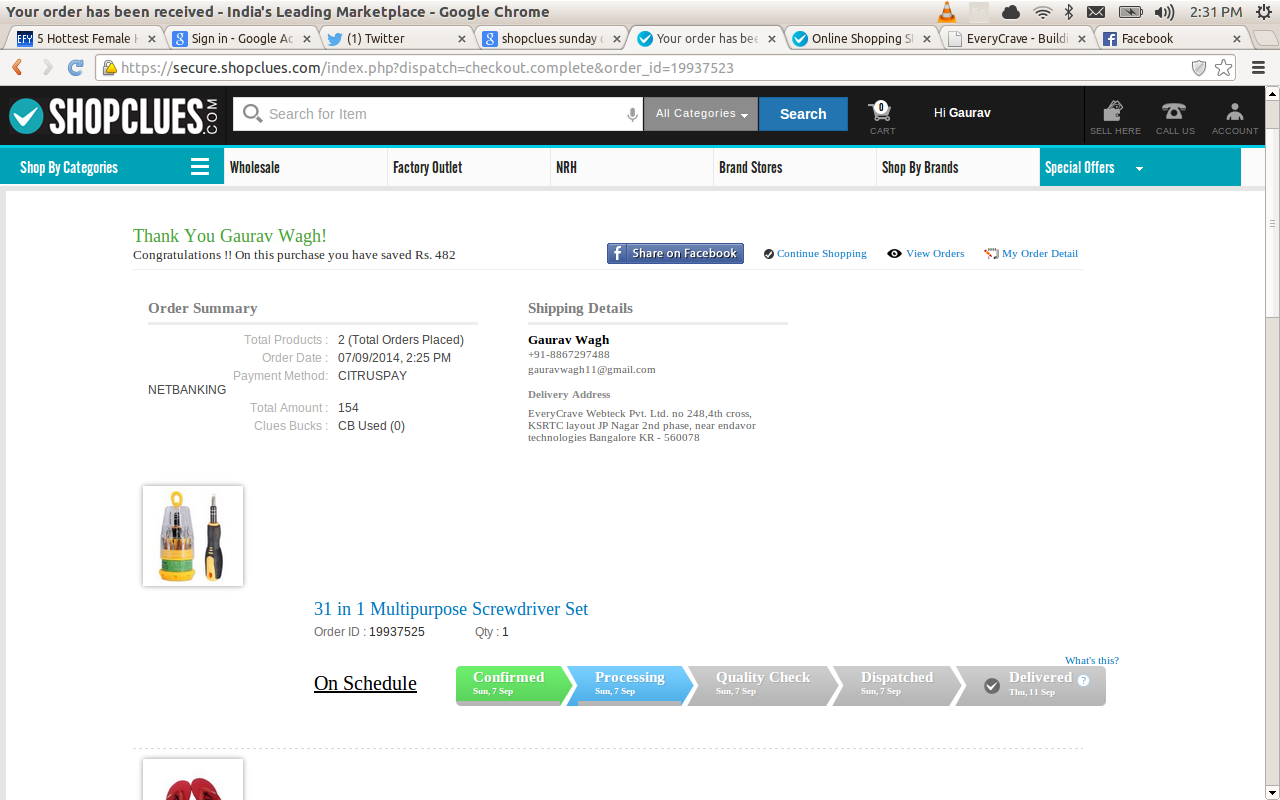 Your order has been received - India's Leading Marketplace - Google Chrome
2:31 PM
EFY 5 Hottest Female
Sign in - Google Ac
(1) Twitter
shopclues sunday
Your order has bee
Online Shopping S
EveryCrave - Buildi
Facebook
https://secure.shopclues.com/index.php?dispatch=checkout.complete&order_id=19937523
SHOPCLUES.COM
Search for Item
All Categories
Search
0
CART
Hi Gaurav
SELL HERE
CALL US
ACCOUNT
Shop By Categories
Wholesale
Factory Outlet
NRH
Brand Stores
Shop By Brands
Special Offers
Thank You Gaurav Wagh!
Congratulations !! On this purchase you have saved Rs. 482
Share on Facebook
Continue Shopping
View Orders
My Order Detail
Order Summary
Total Products : 2 (Total Orders Placed)
Order Date : 07/09/2014, 2:25 PM
Payment Method: CITRUSPAY
NETBANKING
Total Amount : 154
Clues Bucks : CB Used (0)
Shipping Details
Gaurav Wagh
+91-8867297488
gauravwagh11@gmail.com
Delivery Address
EveryCrave Webteck Pvt. Ltd. no 248,4th cross,
KSRTC layout JP Nagar 2nd phase, near endavor
technologies Bangalore KR - 560078
31 in 1 Multipurpose Screwdriver Set
Order ID : 19937525
Qty : 1
What's this?
On Schedule
Confirmed
Sun, 7 Sep
Processing
Sun, 7 Sep
Quality Check
Sun, 7 Sep
Dispatched
Sun, 7 Sep
Delivered ?
Thu, 11 Sep